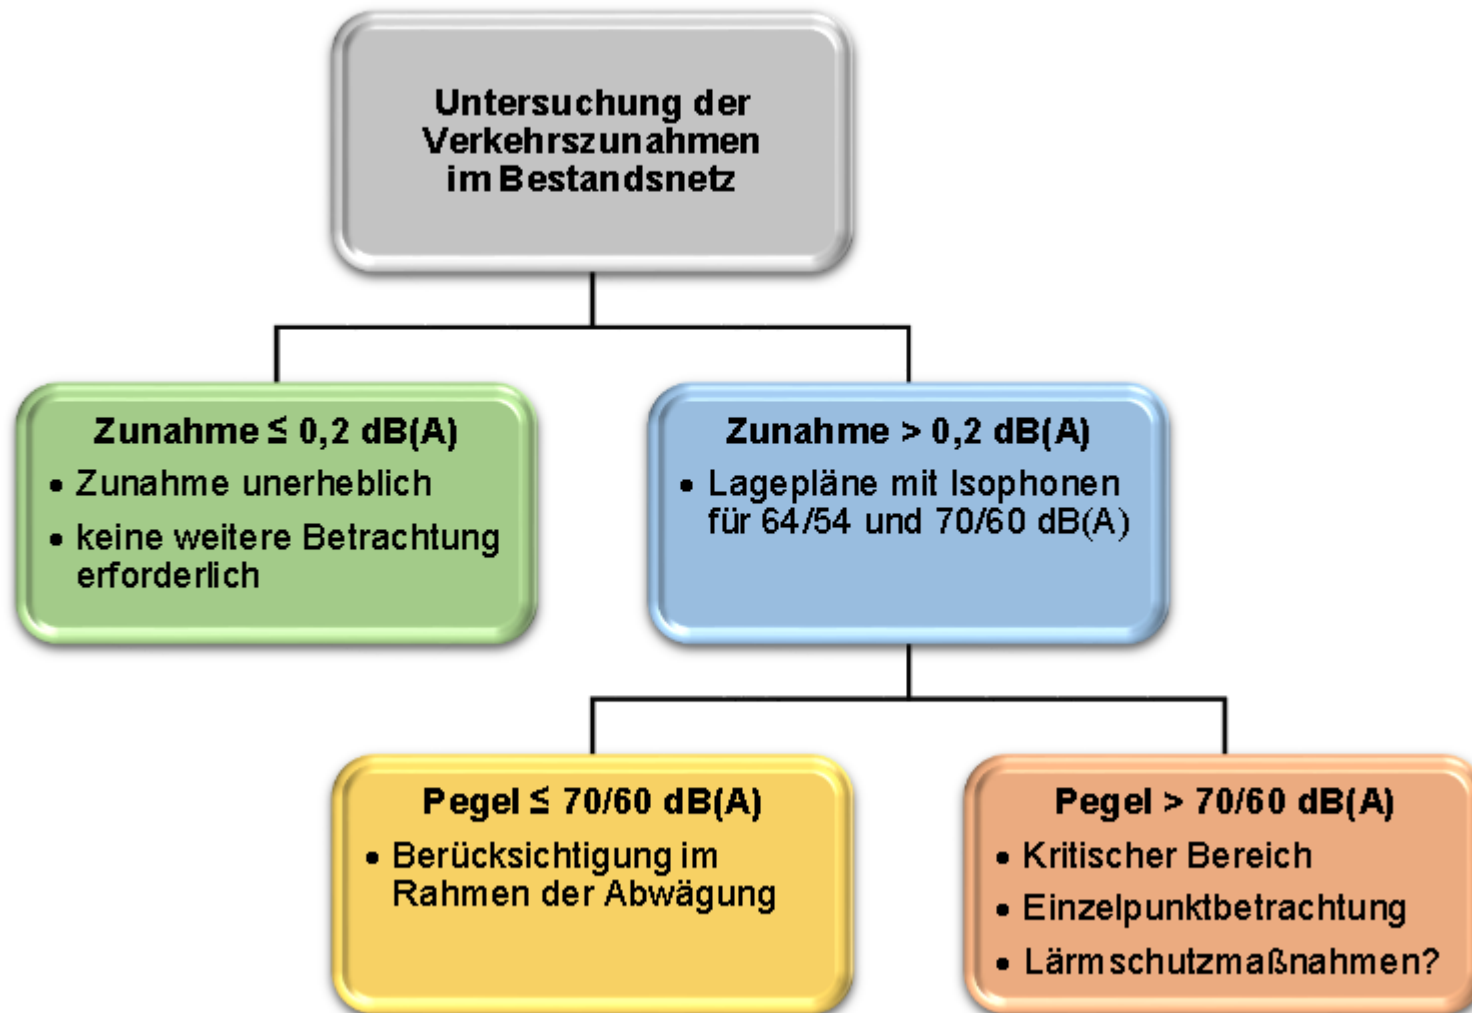 Untersuchung der
Verkehrszunahmen
im Bestandsnetz
Zunahme ≤ 0,2 dB(A)
• Zunahme unerheblich
• keine weitere Betrachtung
erforderlich
Zunahme > 0,2 dB(A)
• Lagepläne mit Isophonen
für 64/54 und 70/60 dB(A)
Pegel ≤ 70/60 dB(A)
• Berücksichtigung im
Rahmen der Abwägung
Pegel > 70/60 dB(A)
• Kritischer Bereich
• Einzelpunktbetrachtung
• Lärmschutzmaßnahmen?